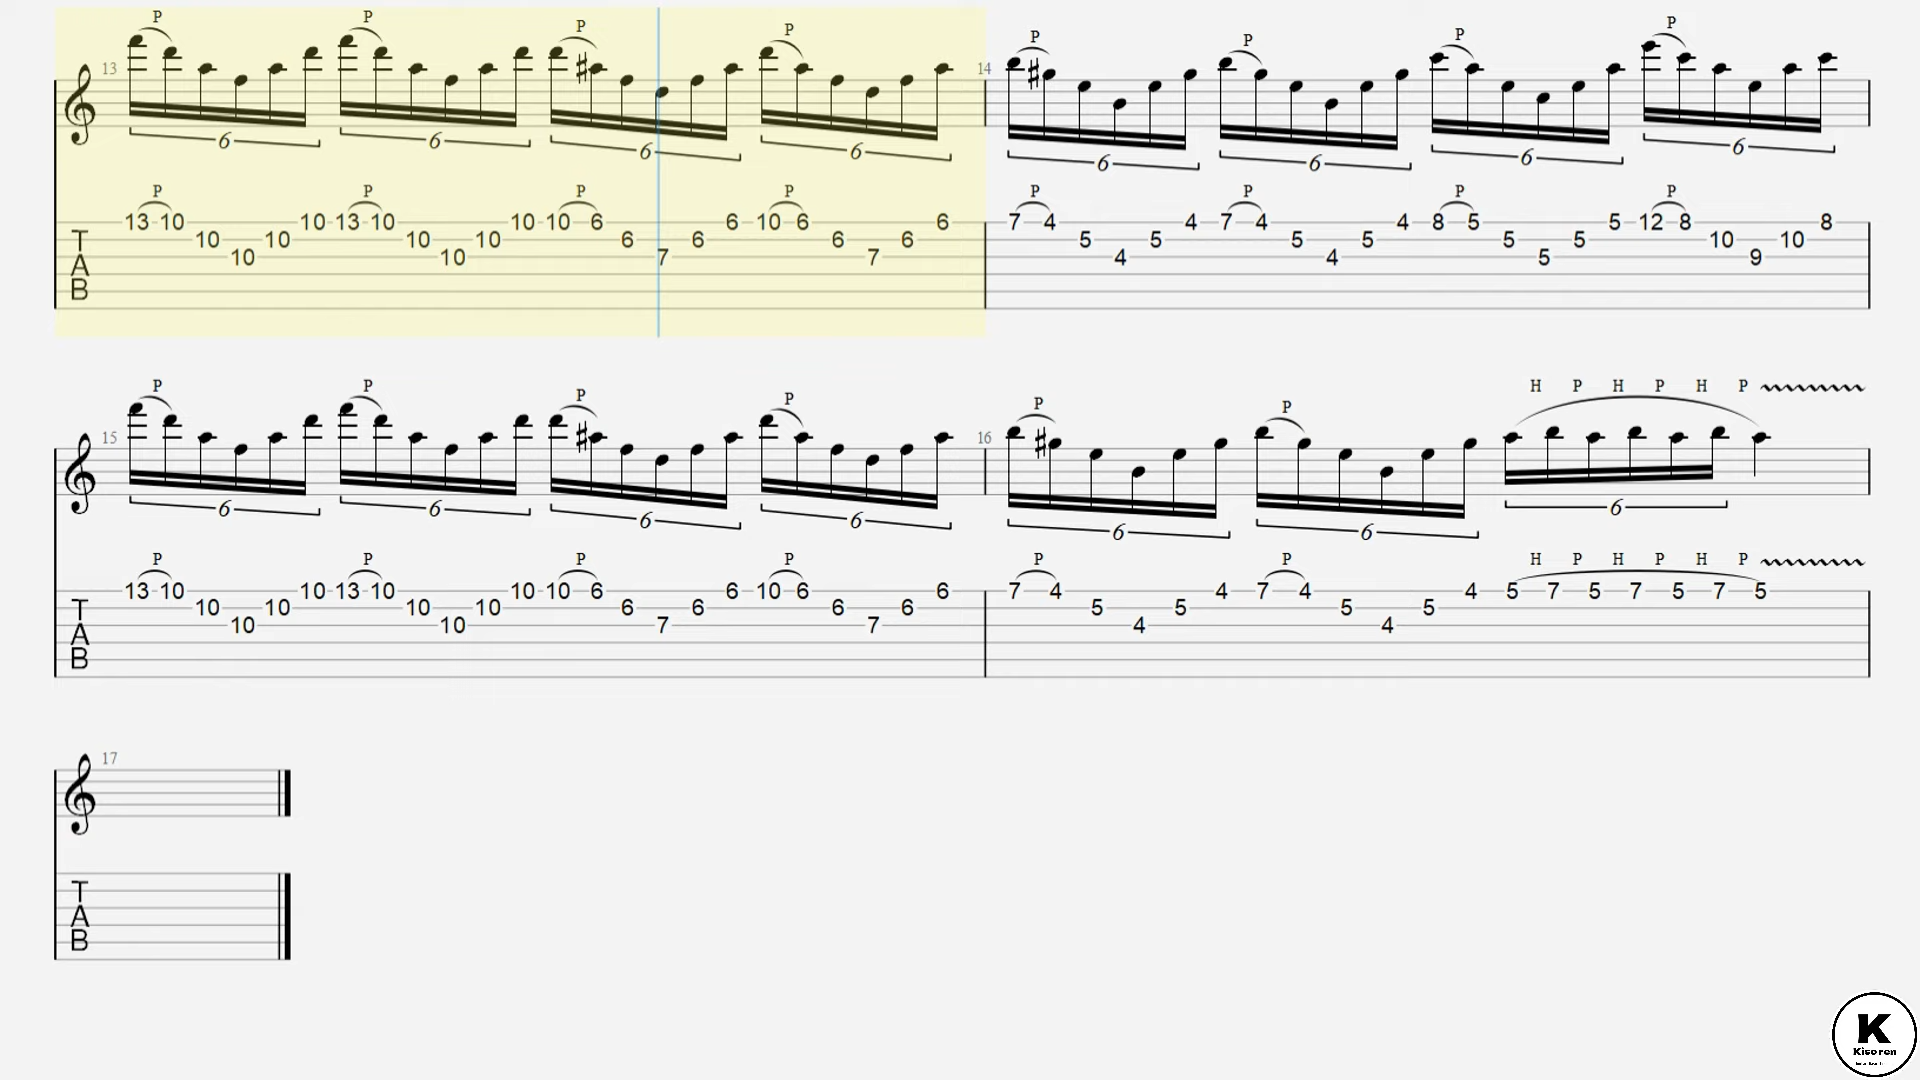 P P P P P P P P
13 14
6 6 6 6 6 6 6 6
P P P P P P P P
13 10 10 13 10 10 10 6 6 10 6 6 7 4 4 7 4 4 8 5 5 12 8 8
T 10 10 10 10 6 6 6 6 5 5 5 5 5 5 10 10
A 10 10 7 7 4 4 5 9
B
P P P P P P H P H P H P
15 16
6 6 6 6 6 6 6
P P P P P P H P H P H P
13 10 10 13 10 10 10 6 6 10 6 6 7 4 4 7 4 4 5 7 5 7 5 7 5
T 10 10 10 10 6 6 6 6 5 5 5 5
A 10 10 7 7 4 4
B
17
T
A
B
K
Kisoren